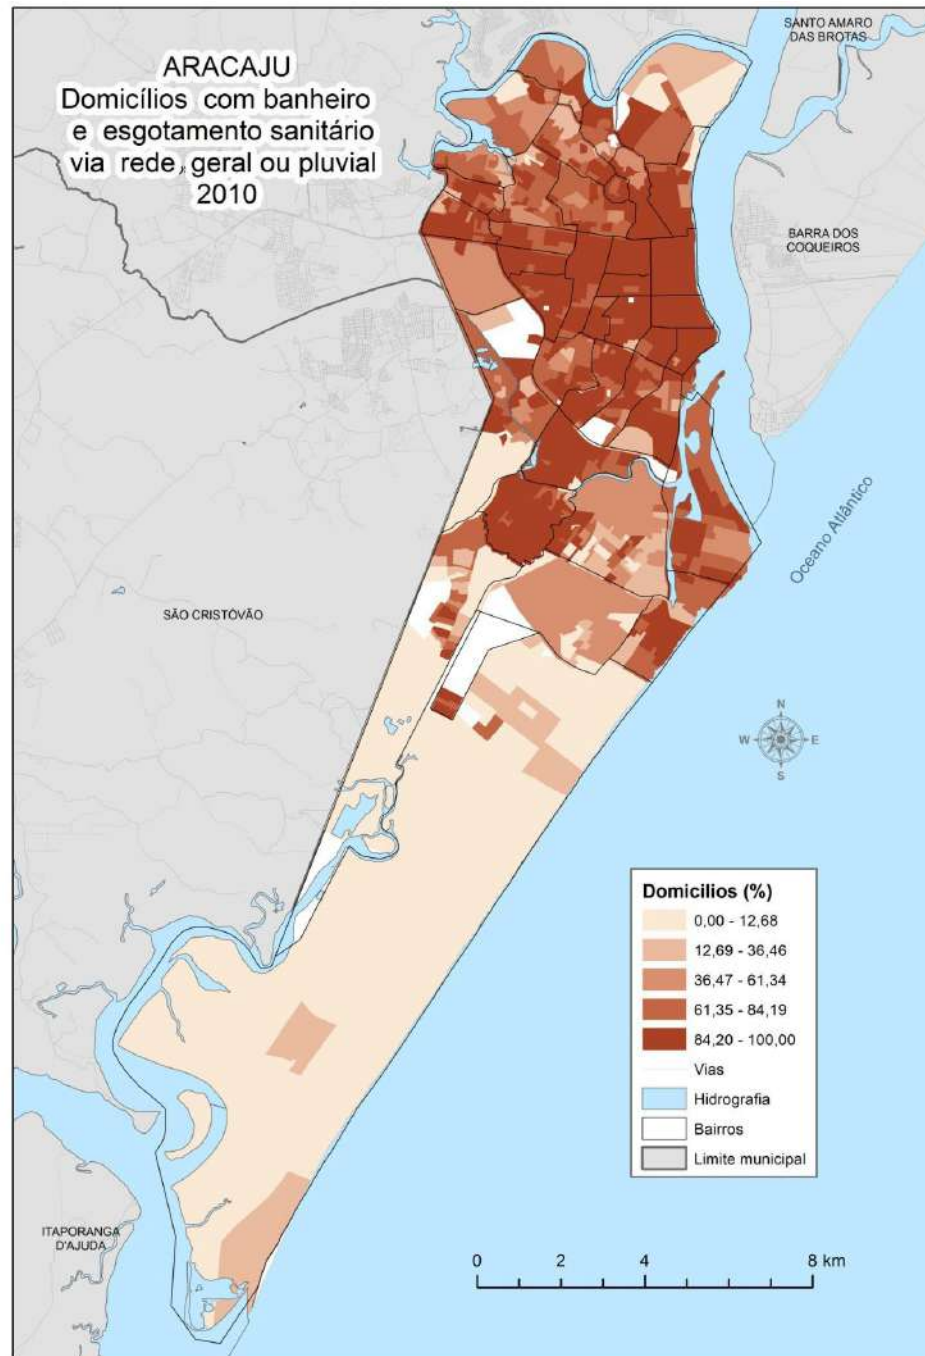 ARACAJU
Domicílios com banheiro
e esgotamento sanitário
via rede, geral ou pluvial
2010
SANTO AMARO
DAS BROTAS
BARRA DOS
COQUEIROS
Oceano Atlântico
SÃO CRISTÓVÃO
N
W
E
S
Domicilios (%)
0,00 - 12,68
12,69 - 36,46
36,47 - 61,34
61,35 - 84,19
84,20 - 100,00
Vias
Hidrografia
Bairros
Limite municipal
ITAPORANGA
D'AJUDA
0 2 4 8 km